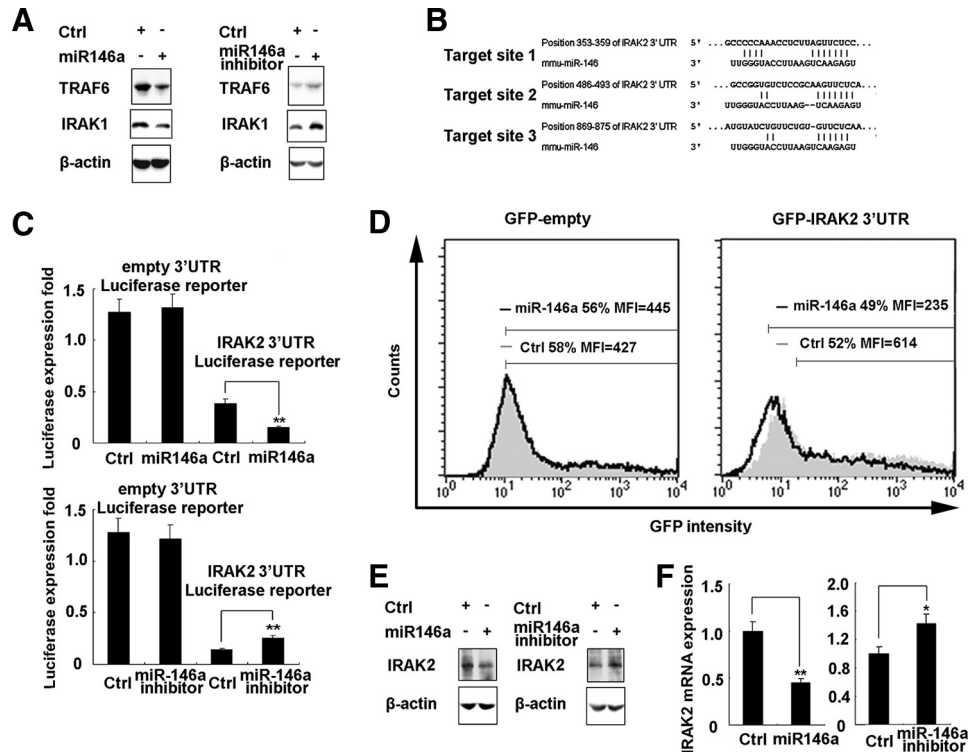 A
Ctrl + -
miR146a - +
TRAF6
IRAK1
β-actin
Ctrl + -
miR146a inhibitor - +
TRAF6
IRAK1
β-actin
B
Target site 1
Position 353-359 of IRAK2 3' UTR 5' ...GCCCCCAAACCUCUUAGUUCUCC...
mmu-miR-146 3' UUGGGUACCUUAAGUCAAGAGU
Target site 2
Position 486-493 of IRAK2 3' UTR 5' ...GCCGGUGUCUCCGCAAGUUCUCA...
mmu-miR-146 3' UUGGGUACCUUAAG--UCAAGAGU
Target site 3
Position 869-875 of IRAK2 3' UTR 5' ...AUGUAUCUGUUCUGU-GUUCUCAA...
mmu-miR-146 3' UUGGGUACCUUAAGUCAAGAGU
C
Luciferase expression fold
1.5
1.0
0.5
0
empty 3'UTR
Luciferase reporter
IRAK2 3'UTR
Luciferase reporter
**
Ctrl miR146a Ctrl miR146a
Luciferase expression fold
1.5
1.0
0.5
0
empty 3'UTR
Luciferase reporter
IRAK2 3'UTR
Luciferase reporter
**
Ctrl miR-146a inhibitor Ctrl miR-146a inhibitor
D
GFP-empty
GFP-IRAK2 3'UTR
Counts
miR-146a 56% MFI=445
Ctrl 58% MFI=427
10⁰ 10¹ 10² 10³ 10⁴
miR-146a 49% MFI=235
Ctrl 52% MFI=614
10⁰ 10¹ 10² 10³ 10⁴
GFP intensity
E
Ctrl + -
miR146a - +
IRAK2
β-actin
Ctrl + -
miR146a inhibitor - +
IRAK2
β-actin
F
IRAK2 mRNA expression
1.5
1.0
0.5
0
**
Ctrl miR146a
2.0
1.6
1.2
0.8
0.4
0
*
Ctrl miR-146a inhibitor